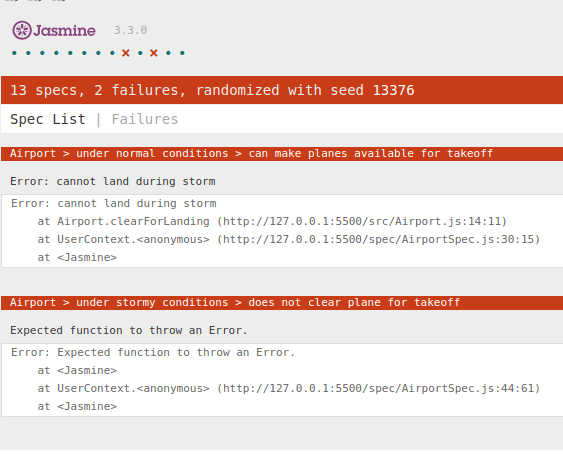 Jasmine 3.3.0
• • • • • • • • × • × • •
13 specs, 2 failures, randomized with seed 13376
Spec List | Failures
Airport > under normal conditions > can make planes available for takeoff
Error: cannot land during storm
Error: cannot land during storm
at Airport.clearForLanding (http://127.0.0.1:5500/src/Airport.js:14:11)
at UserContext.<anonymous> (http://127.0.0.1:5500/spec/AirportSpec.js:30:15)
at <Jasmine>
Airport > under stormy conditions > does not clear plane for takeoff
Expected function to throw an Error.
Error: Expected function to throw an Error.
at <Jasmine>
at UserContext.<anonymous> (http://127.0.0.1:5500/spec/AirportSpec.js:44:61)
at <Jasmine>